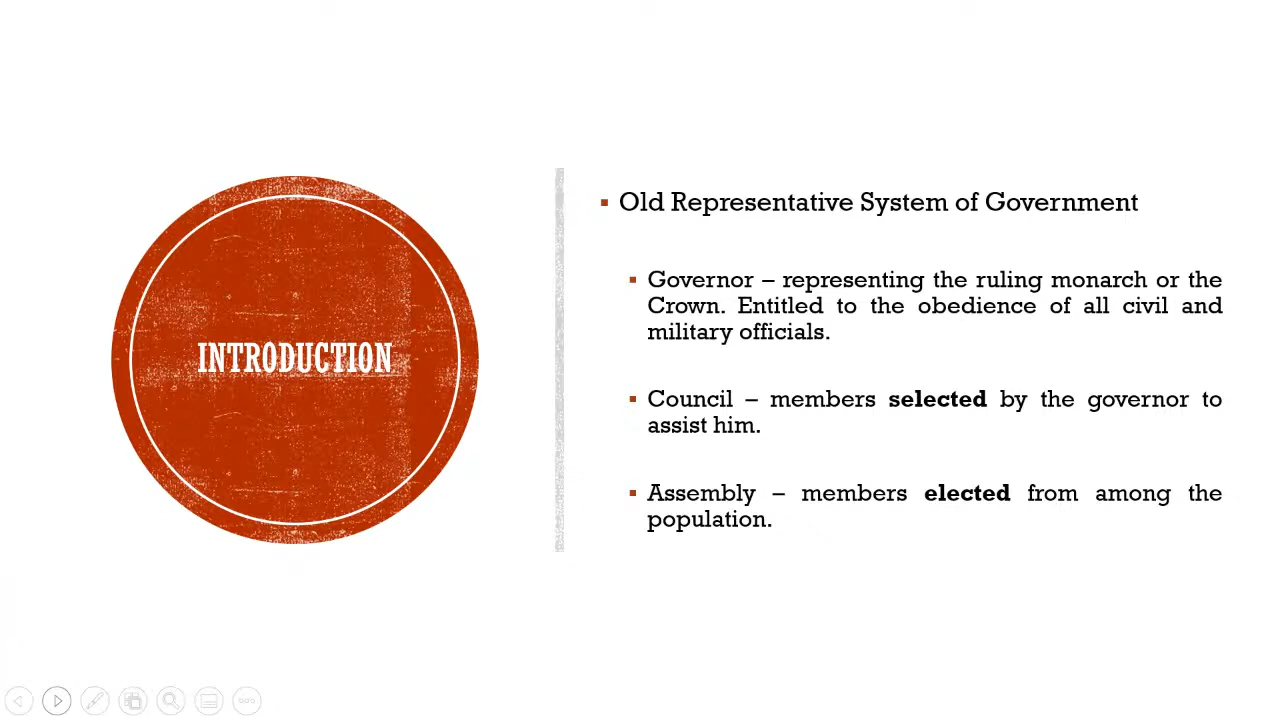 INTRODUCTION
▪ Old Representative System of Government
▪ Governor – representing the ruling monarch or the
Crown. Entitled to the obedience of all civil and
military officials.
▪ Council – members selected by the governor to
assist him.
▪ Assembly – members elected from among the
population.